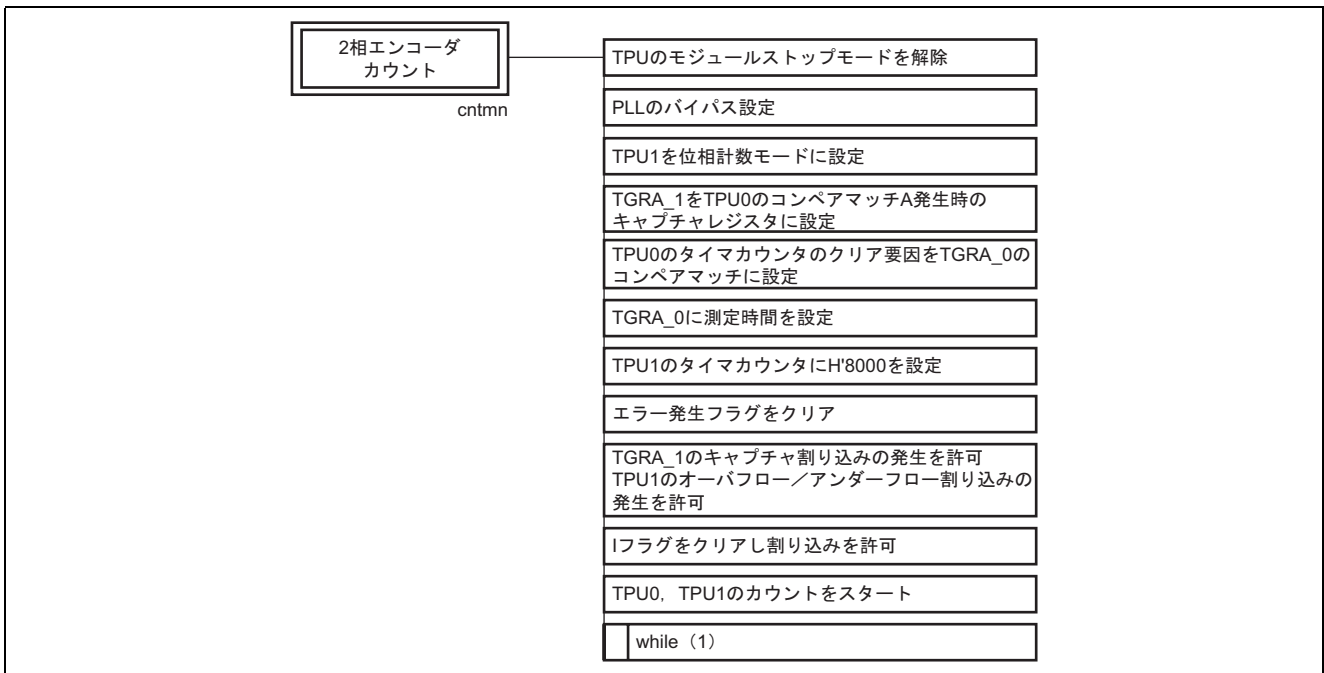 2相エンコーダ
カウント
cntmn
TPUのモジュールストップモードを解除
PLLのバイパス設定
TPU1を位相計数モードに設定
TGRA_1をTPU0のコンペアマッチA発生時の
キャプチャレジスタに設定
TPU0のタイマカウンタのクリア要因をTGRA_0の
コンペアマッチに設定
TGRA_0に測定時間を設定
TPU1のタイマカウンタにH'8000を設定
エラー発生フラグをクリア
TGRA_1のキャプチャ割り込みの発生を許可
TPU1のオーバフロー／アンダーフロー割り込みの
発生を許可
Iフラグをクリアし割り込みを許可
TPU0，TPU1のカウントをスタート
while（1）